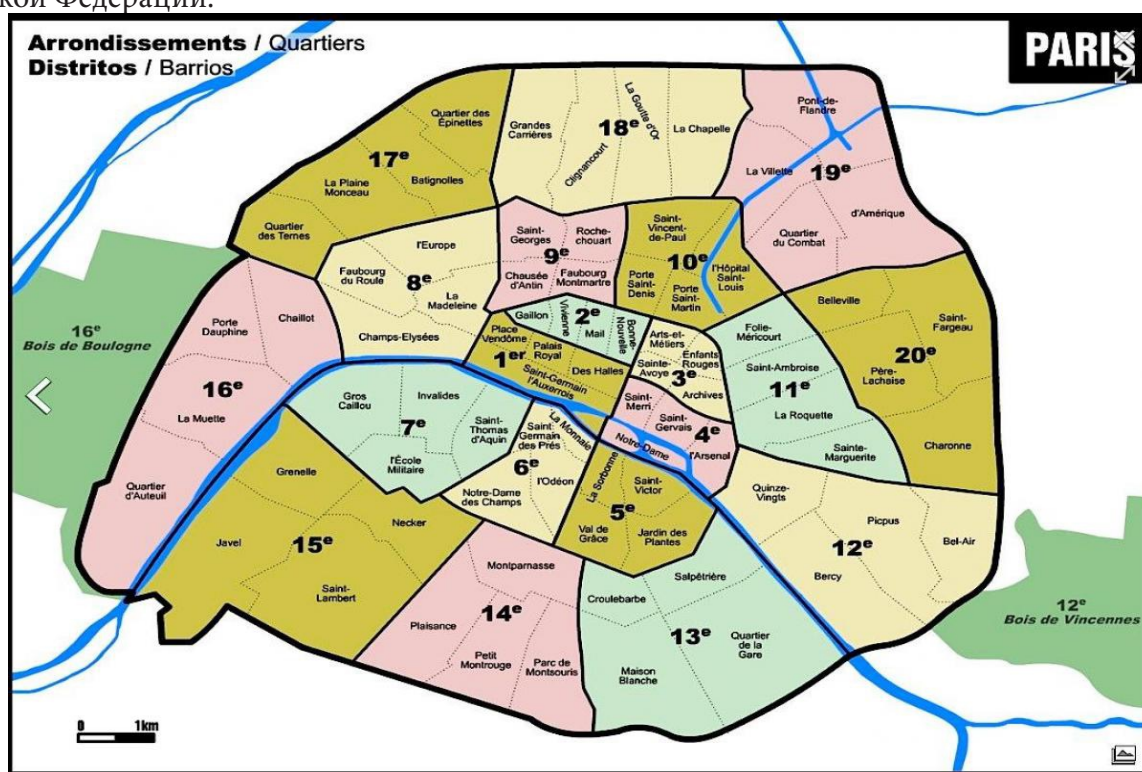 кой Федерации.
Arrondissements / Quartiers
Distritos / Barrios
PARIS
Quartier des
Épinettes
17e
La Plaine
Monceau
Batignolles
Quartier
des Ternes
Grandes
Carrières
18e
La Goutte d'Or
Clignancourt
La Chapelle
Pont-de-
Flandre
La Villette
19e
d'Amérique
Quartier
du Combat
l'Europe
Faubourg
du Roule
8e
La
Madeleine
Champs-Elysées
Saint-
Georges
Roche-
chouart
9e
Chausée
d'Antin
Faubourg
Montmartre
Saint-
Vincent-
de-Paul
10e
l'Hôpital
Saint-
Louis
Porte
Saint-
Denis
Porte
Saint-
Martin
Gaillon
Vivienne
2e
Mail
Bonne-
Nouvelle
Place
Vendôme
Palais
Royal
1er
Des Halles
Saint-Germain
l'Auxerrois
Arts-et-
Métiers
Enfants
Rouges
Sainte-
Avoye
3e
Archives
Folie-
Méricourt
Saint-Ambroise
11e
La Roquette
Sainte-
Marguerite
Belleville
Saint-
Fargeau
20e
Père-
Lachaise
Charonne
16e
Bois de Boulogne
Porte
Dauphine
Chaillot
16e
La Muette
Quartier
d'Auteuil
Gros
Caillou
Invalides
7e
Saint-
Thomas
d'Aquin
l'École
Militaire
Saint
Germain
des Prés
La Monnaie
6e
l'Odéon
Notre-Dame
des Champs
Saint-
Merri
Saint-
Gervais
4e
Notre-Dame
l'Arsenal
La Sorbonne
Saint-
Victor
5e
Val de
Grâce
Jardin des
Plantes
Quinze-
Vingts
Picpus
12e
Bel-Air
Bercy
12e
Bois de Vincennes
Grenelle
Necker
Javel
15e
Saint-
Lambert
Montparnasse
Plaisance
14e
Petit
Montrouge
Parc de
Montsouris
Salpêtrière
Croulebarbe
13e
Quartier
de la
Gare
Maison
Blanche
0 1km